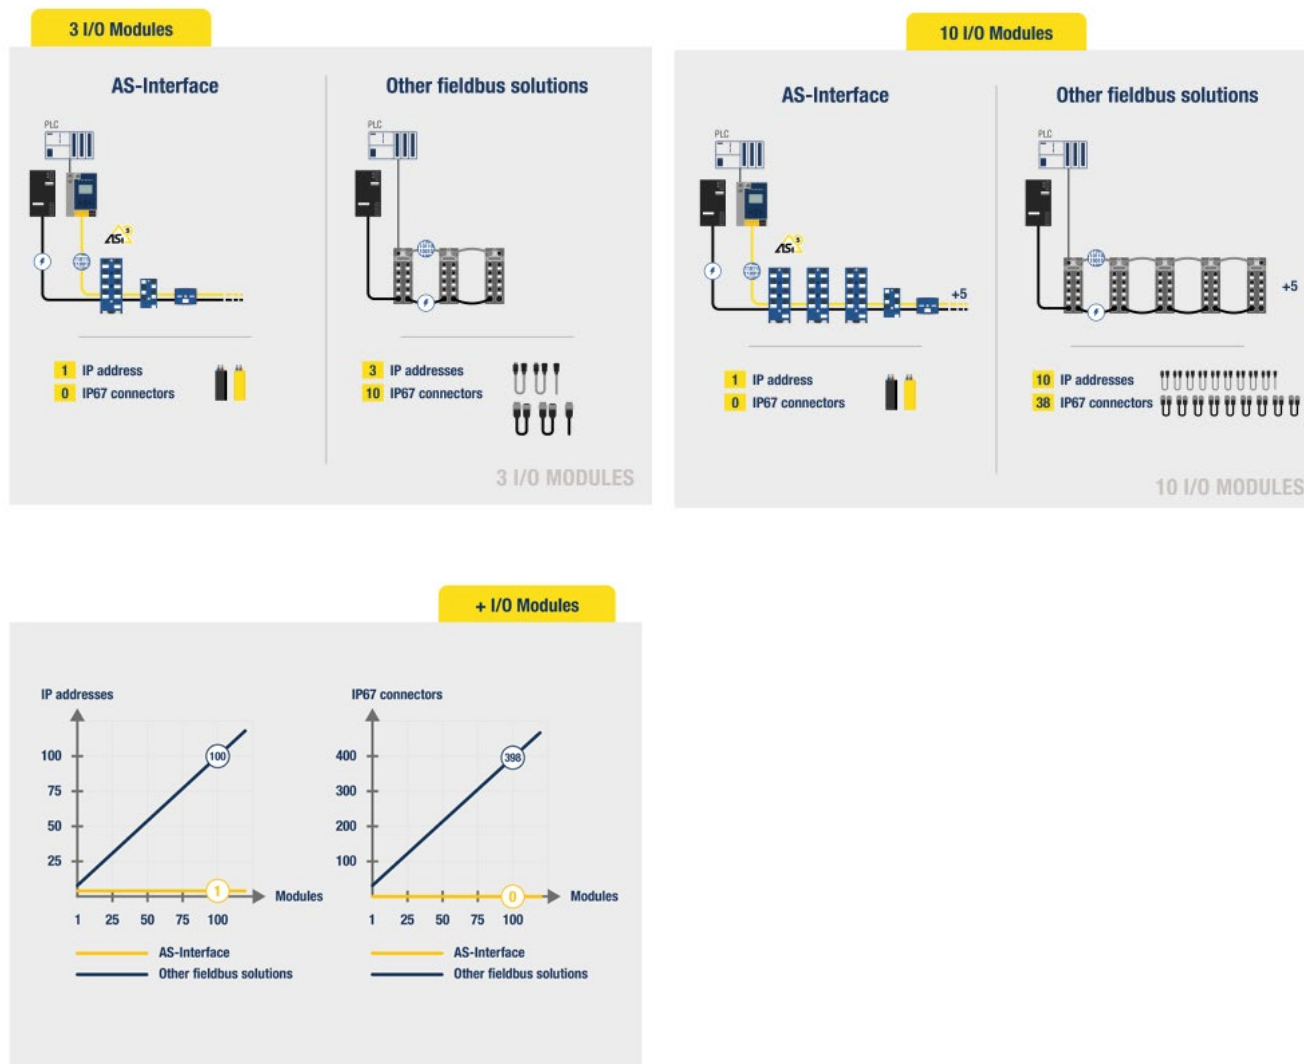 3 I/O Modules
AS-Interface
Other fieldbus solutions
PLC
PLC
ASi 5
1 IP address
0 IP67 connectors
3 IP addresses
10 IP67 connectors
3 I/O MODULES
10 I/O Modules
AS-Interface
Other fieldbus solutions
PLC
PLC
ASi 5
+5
+5
1 IP address
0 IP67 connectors
10 IP addresses
38 IP67 connectors
10 I/O MODULES
+ I/O Modules
IP addresses
100
75
50
25
100
1
Modules
1 25 50 75 100
AS-Interface
Other fieldbus solutions
IP67 connectors
400
300
200
100
398
0
Modules
1 25 50 75 100
AS-Interface
Other fieldbus solutions